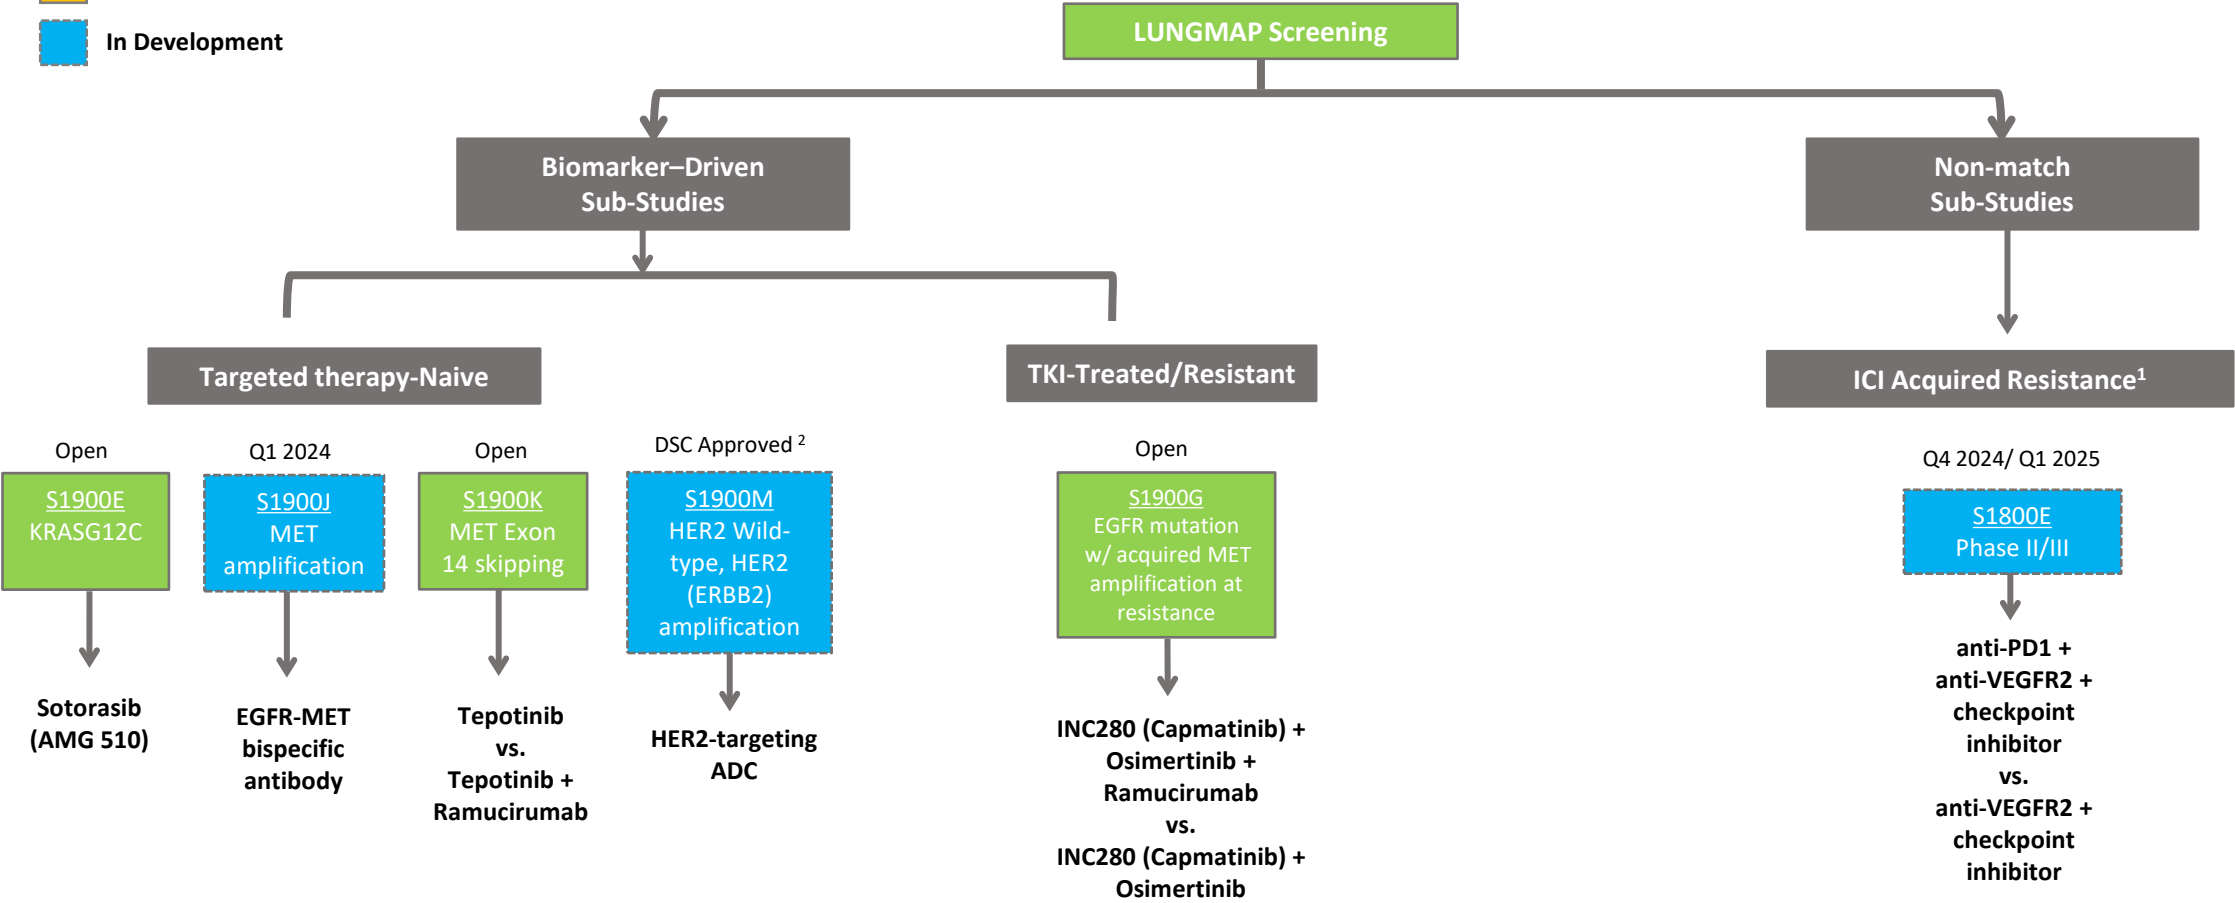 In Development
LUNGMAP Screening
Biomarker–Driven
Sub-Studies
Non-match
Sub-Studies
Targeted therapy-Naive
TKI-Treated/Resistant
ICI Acquired Resistance¹
Open
S1900E
KRASG12C
Sotorasib
(AMG 510)
Q1 2024
S1900J
MET
amplification
EGFR-MET
bispecific
antibody
Open
S1900K
MET Exon
14 skipping
Tepotinib
vs.
Tepotinib +
Ramucirumab
DSC Approved ²
S1900M
HER2 Wild-
type, HER2
(ERBB2)
amplification
HER2-targeting
ADC
Open
S1900G
EGFR mutation
w/ acquired MET
amplification at
resistance
INC280 (Capmatinib) +
Osimertinib +
Ramucirumab
vs.
INC280 (Capmatinib) +
Osimertinib
Q4 2024/ Q1 2025
S1800E
Phase II/III
anti-PD1 +
anti-VEGFR2 +
checkpoint
inhibitor
vs.
anti-VEGFR2 +
checkpoint
inhibitor